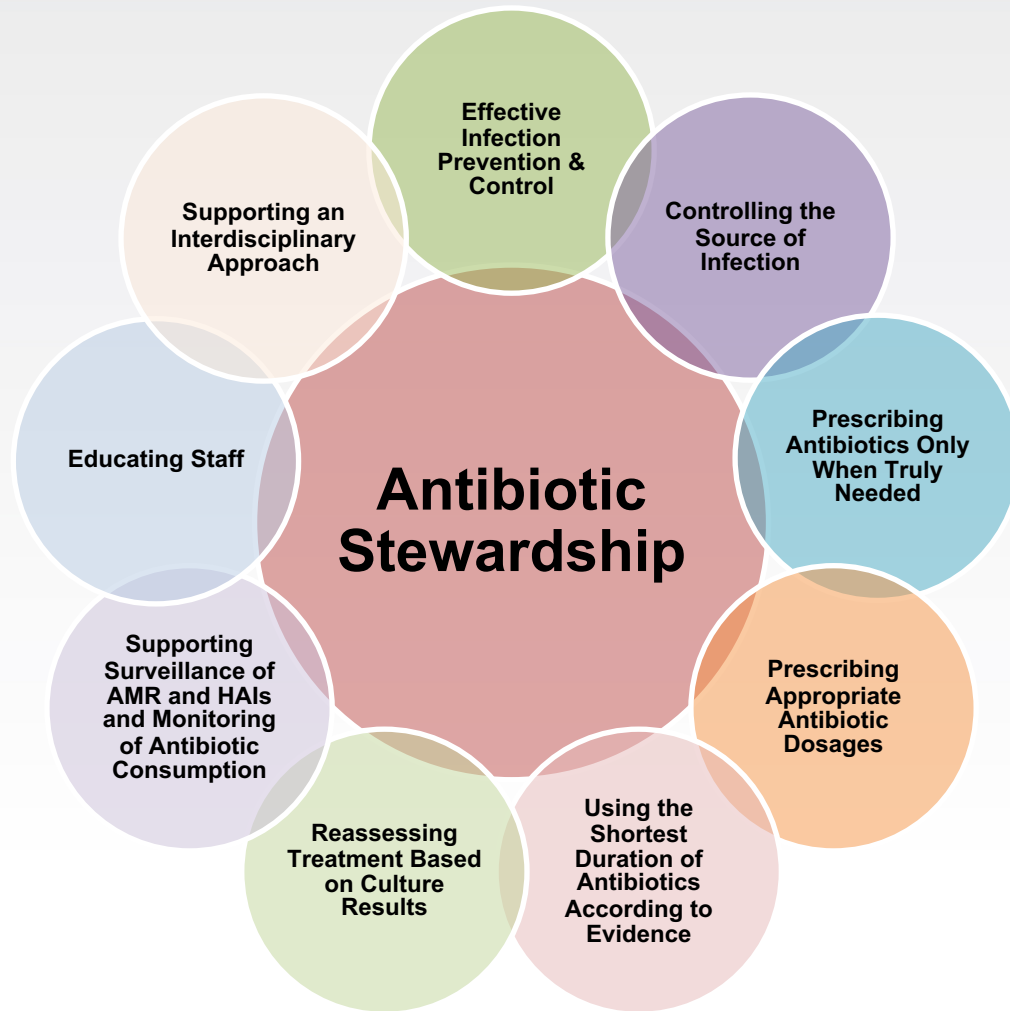 Effective
Infection
Prevention &
Control
Controlling the
Source of
Infection
Prescribing
Antibiotics Only
When Truly
Needed
Prescribing
Appropriate
Antibiotic
Dosages
Using the
Shortest
Duration of
Antibiotics
According to
Evidence
Reassessing
Treatment Based
on Culture
Results
Supporting
Surveillance of
AMR and HAIs
and Monitoring
of Antibiotic
Consumption
Educating Staff
Supporting an
Interdisciplinary
Approach
Antibiotic
Stewardship